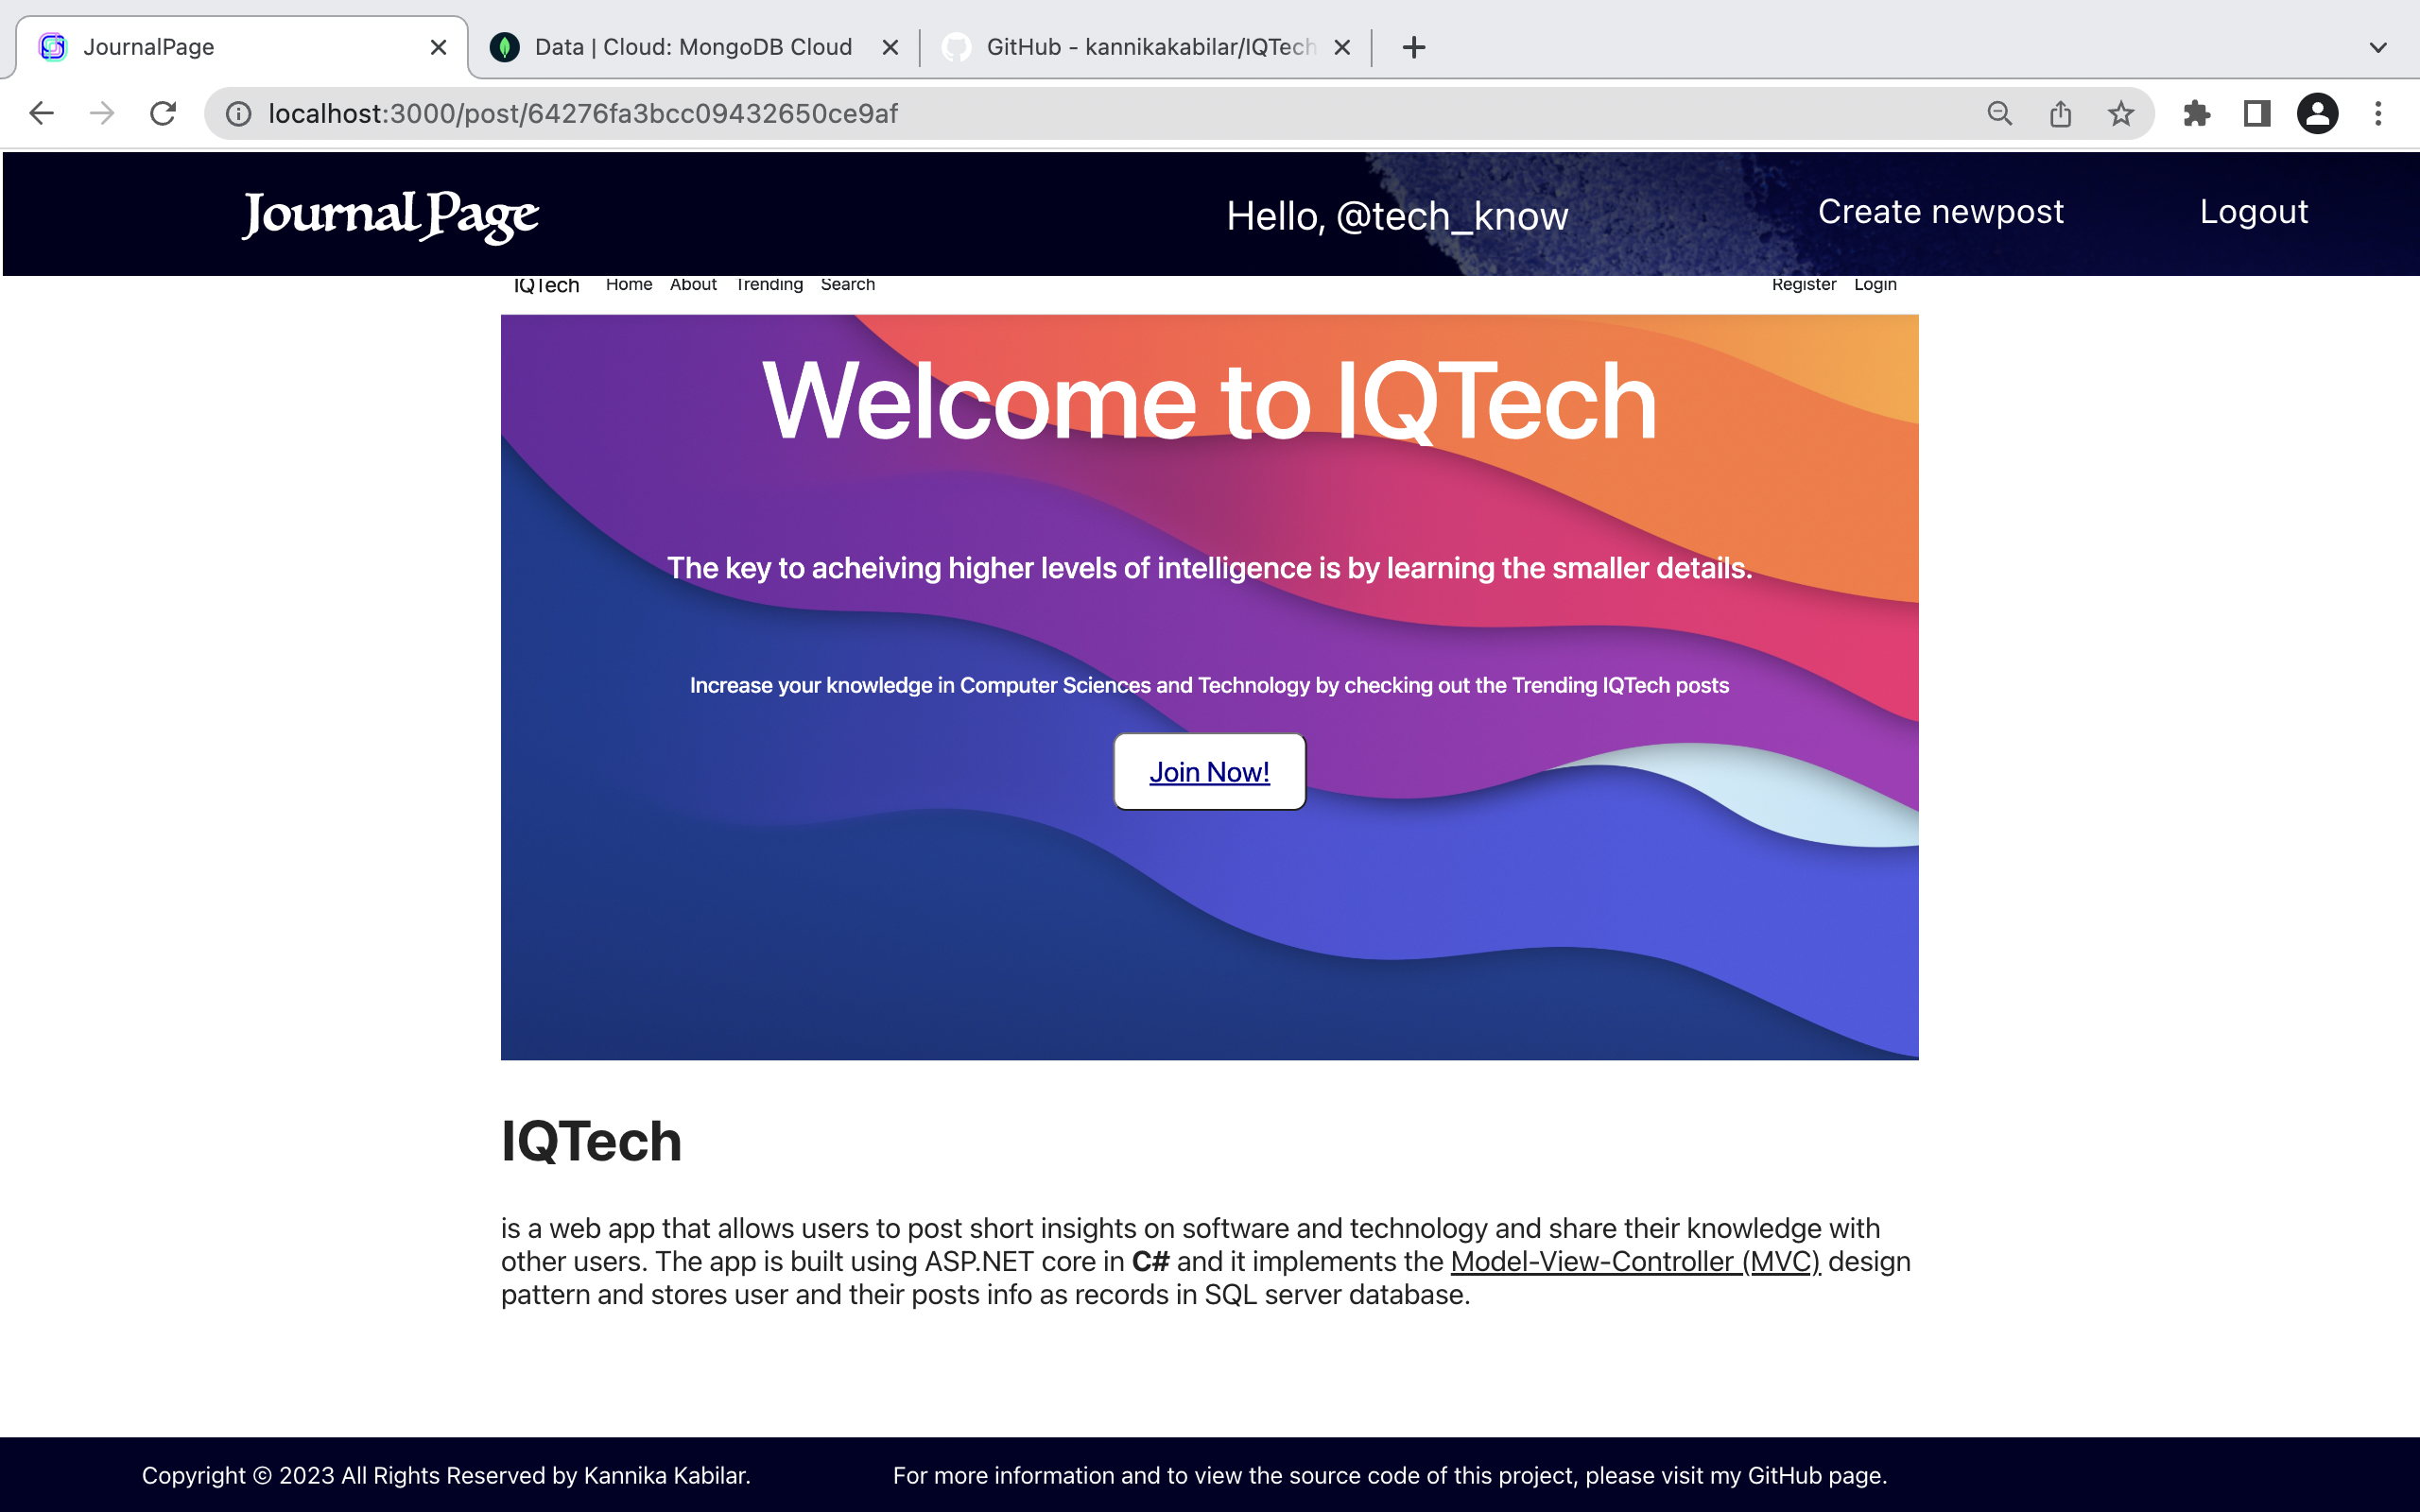 JournalPage
Data | Cloud: MongoDB Cloud
GitHub - kannikakabilar/IQTech
localhost:3000/post/64276fa3bcc09432650ce9af
Journal Page
Hello, @tech_know
Create newpost
Logout
IQTech Home About Trending Search Register Login
Welcome to IQTech
The key to acheiving higher levels of intelligence is by learning the smaller details.
Increase your knowledge in Computer Sciences and Technology by checking out the Trending IQTech posts
Join Now!
IQTech
is a web app that allows users to post short insights on software and technology and share their knowledge with
other users. The app is built using ASP.NET core in C# and it implements the Model-View-Controller (MVC) design
pattern and stores user and their posts info as records in SQL server database.
Copyright © 2023 All Rights Reserved by Kannika Kabilar.
For more information and to view the source code of this project, please visit my GitHub page.